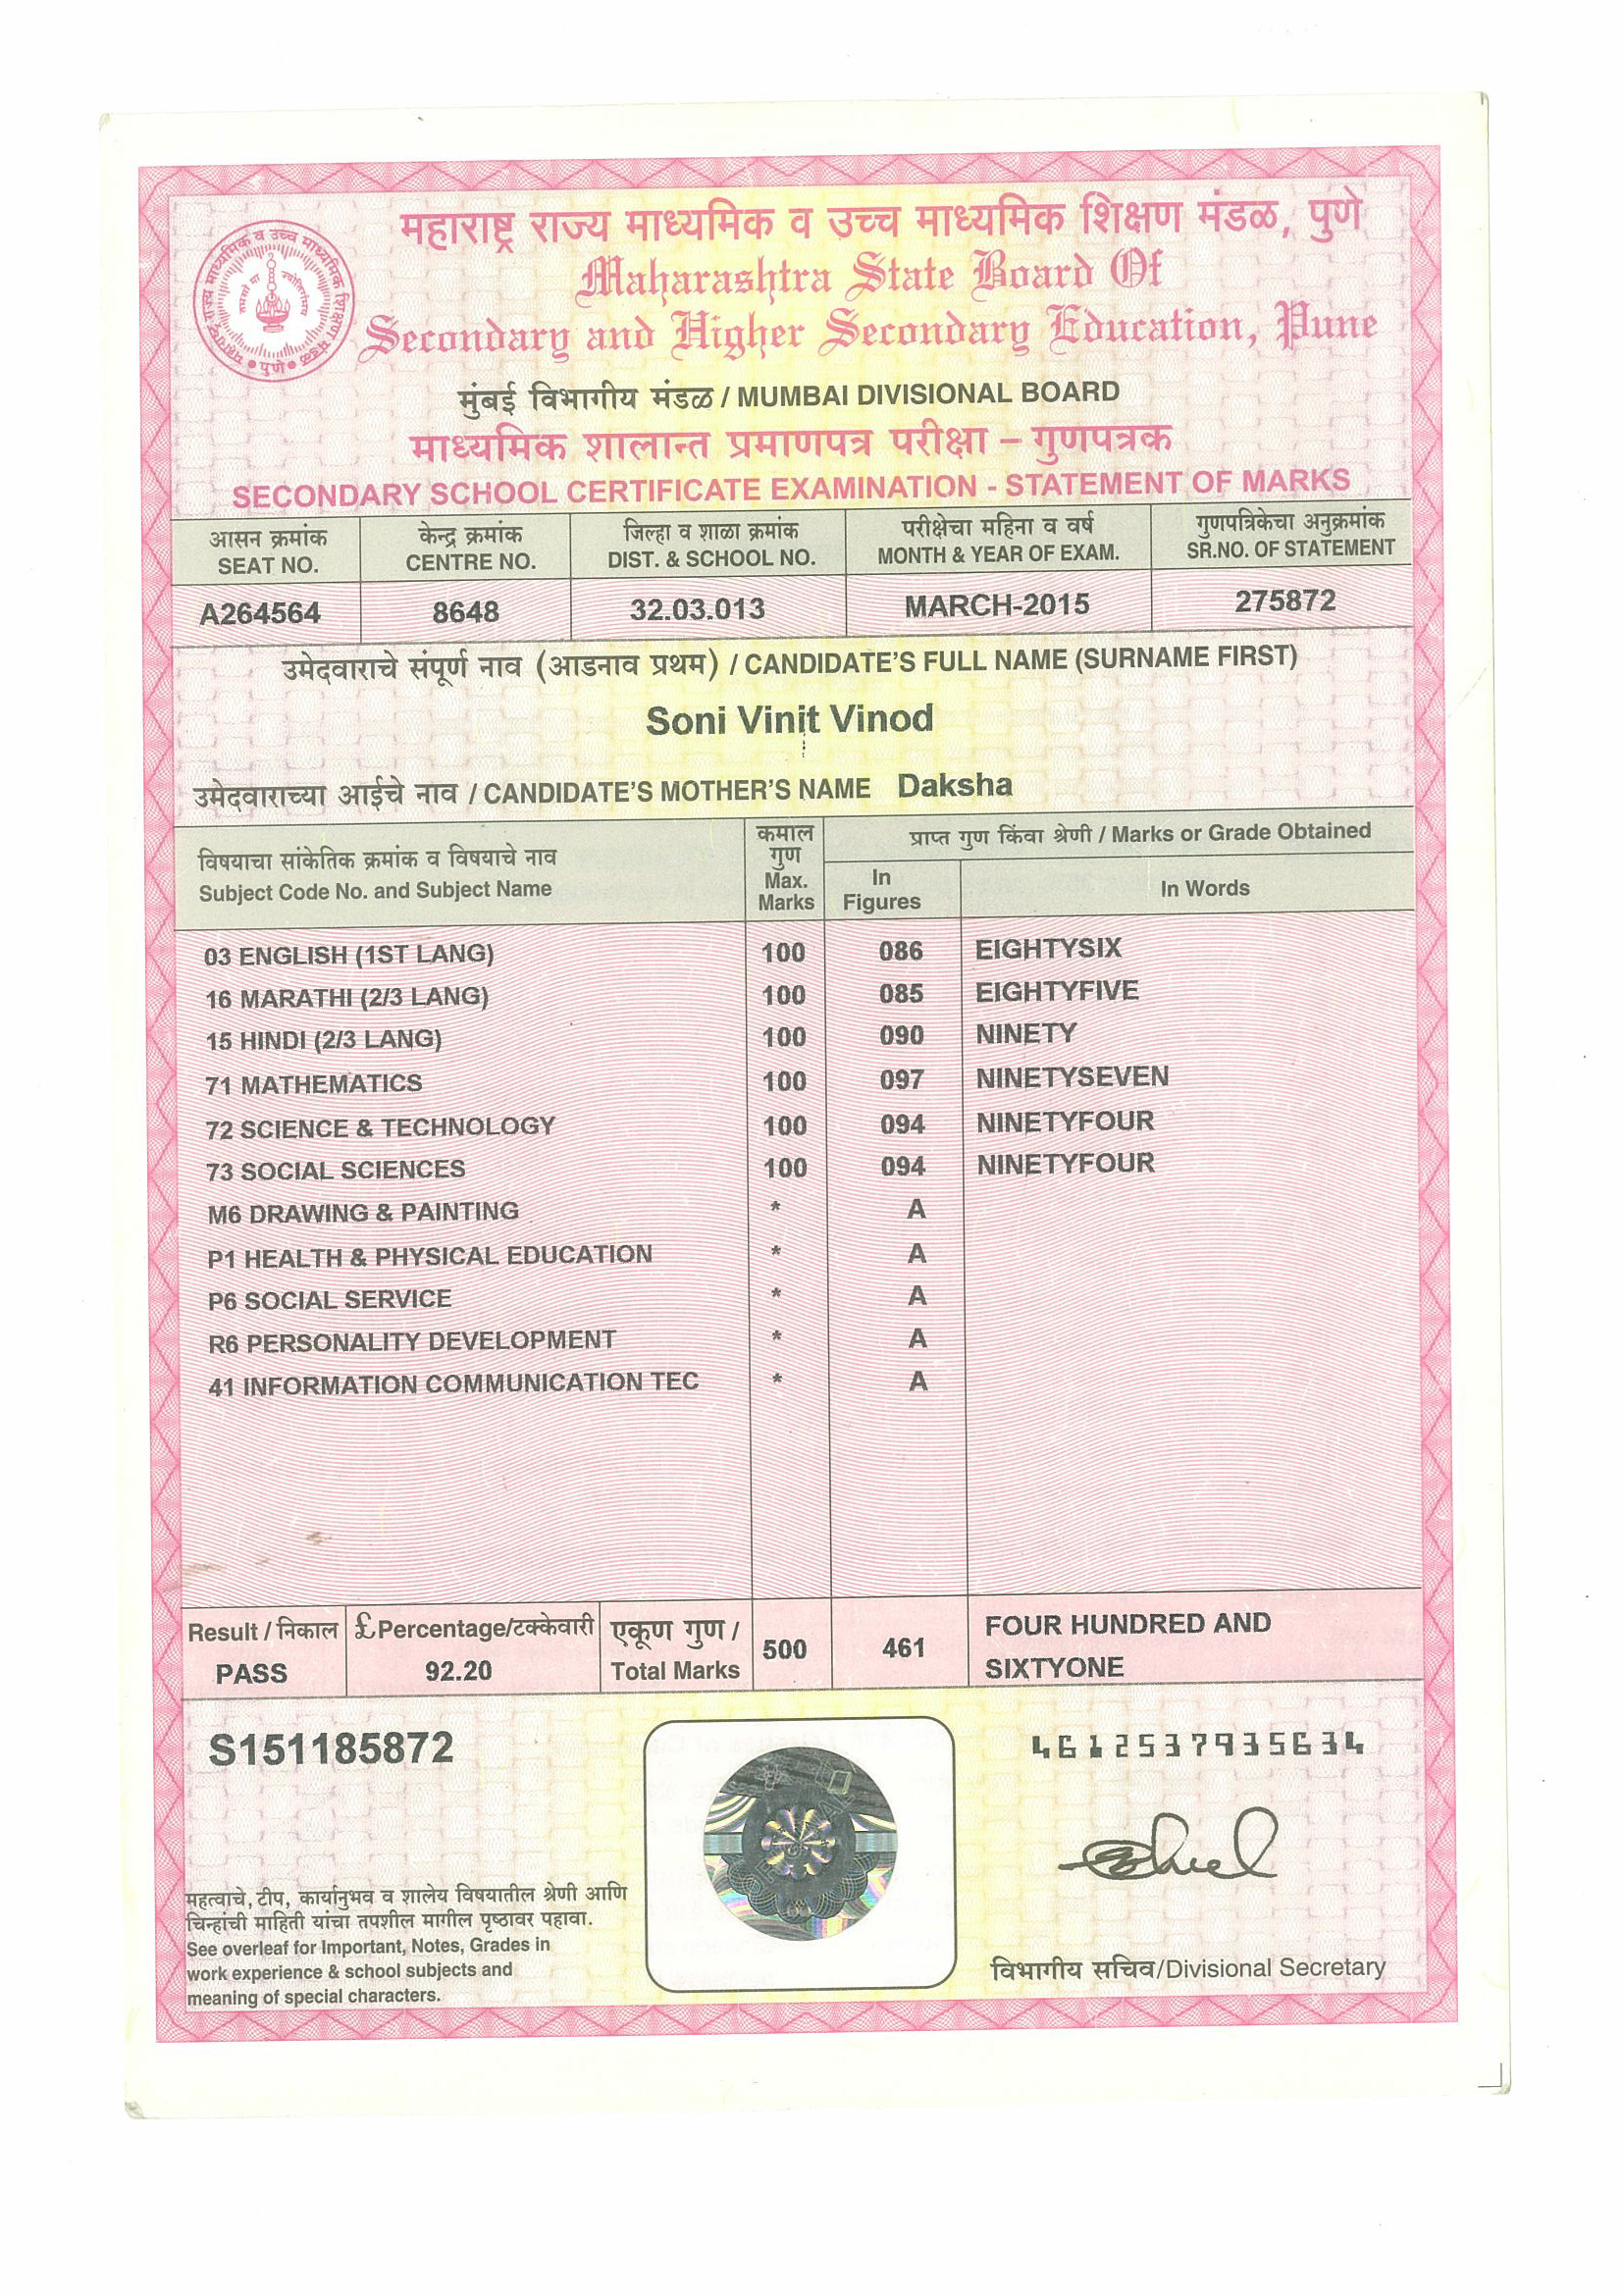 महाराष्ट्र राज्य माध्यमिक व उच्च माध्यमिक शिक्षण मंडळ, पुणे
Maharashtra State Board Of
Secondary and Higher Secondary Education, Pune
मुंबई विभागीय मंडळ / MUMBAI DIVISIONAL BOARD
माध्यमिक शालान्त प्रमाणपत्र परीक्षा – गुणपत्रक
SECONDARY SCHOOL CERTIFICATE EXAMINATION - STATEMENT OF MARKS
आसन क्रमांक केन्द्र क्रमांक जिल्हा व शाळा क्रमांक परीक्षेचा महिना व वर्ष गुणपत्रिकेचा अनुक्रमांक
SEAT NO. CENTRE NO. DIST. & SCHOOL NO. MONTH & YEAR OF EXAM. SR.NO. OF STATEMENT
A264564 8648 32.03.013 MARCH-2015 275872
उमेदवाराचे संपूर्ण नाव (आडनाव प्रथम) / CANDIDATE'S FULL NAME (SURNAME FIRST)
Soni Vinit Vinod
उमेदवाराच्या आईचे नाव / CANDIDATE'S MOTHER'S NAME Daksha
विषयाचा सांकेतिक क्रमांक व विषयाचे नाव
Subject Code No. and Subject Name
कमाल
गुण
Max.
Marks
प्राप्त गुण किंवा श्रेणी / Marks or Grade Obtained
In
Figures
In Words
03 ENGLISH (1ST LANG) 100 086 EIGHTYSIX
16 MARATHI (2/3 LANG) 100 085 EIGHTYFIVE
15 HINDI (2/3 LANG) 100 090 NINETY
71 MATHEMATICS 100 097 NINETYSEVEN
72 SCIENCE & TECHNOLOGY 100 094 NINETYFOUR
73 SOCIAL SCIENCES 100 094 NINETYFOUR
M6 DRAWING & PAINTING * A
P1 HEALTH & PHYSICAL EDUCATION * A
P6 SOCIAL SERVICE * A
R6 PERSONALITY DEVELOPMENT * A
41 INFORMATION COMMUNICATION TEC * A
Result / निकाल £Percentage/टक्केवारी एकूण गुण / 500 461 FOUR HUNDRED AND
PASS 92.20 Total Marks SIXTYONE
S151185872
4612537935634
महत्वाचे, टीप, कार्यानुभव व शालेय विषयातील श्रेणी आणि
चिन्हांची माहिती यांचा तपशील मागील पृष्ठावर पहावा.
See overleaf for Important, Notes, Grades in
work experience & school subjects and
meaning of special characters.
विभागीय सचिव/Divisional Secretary